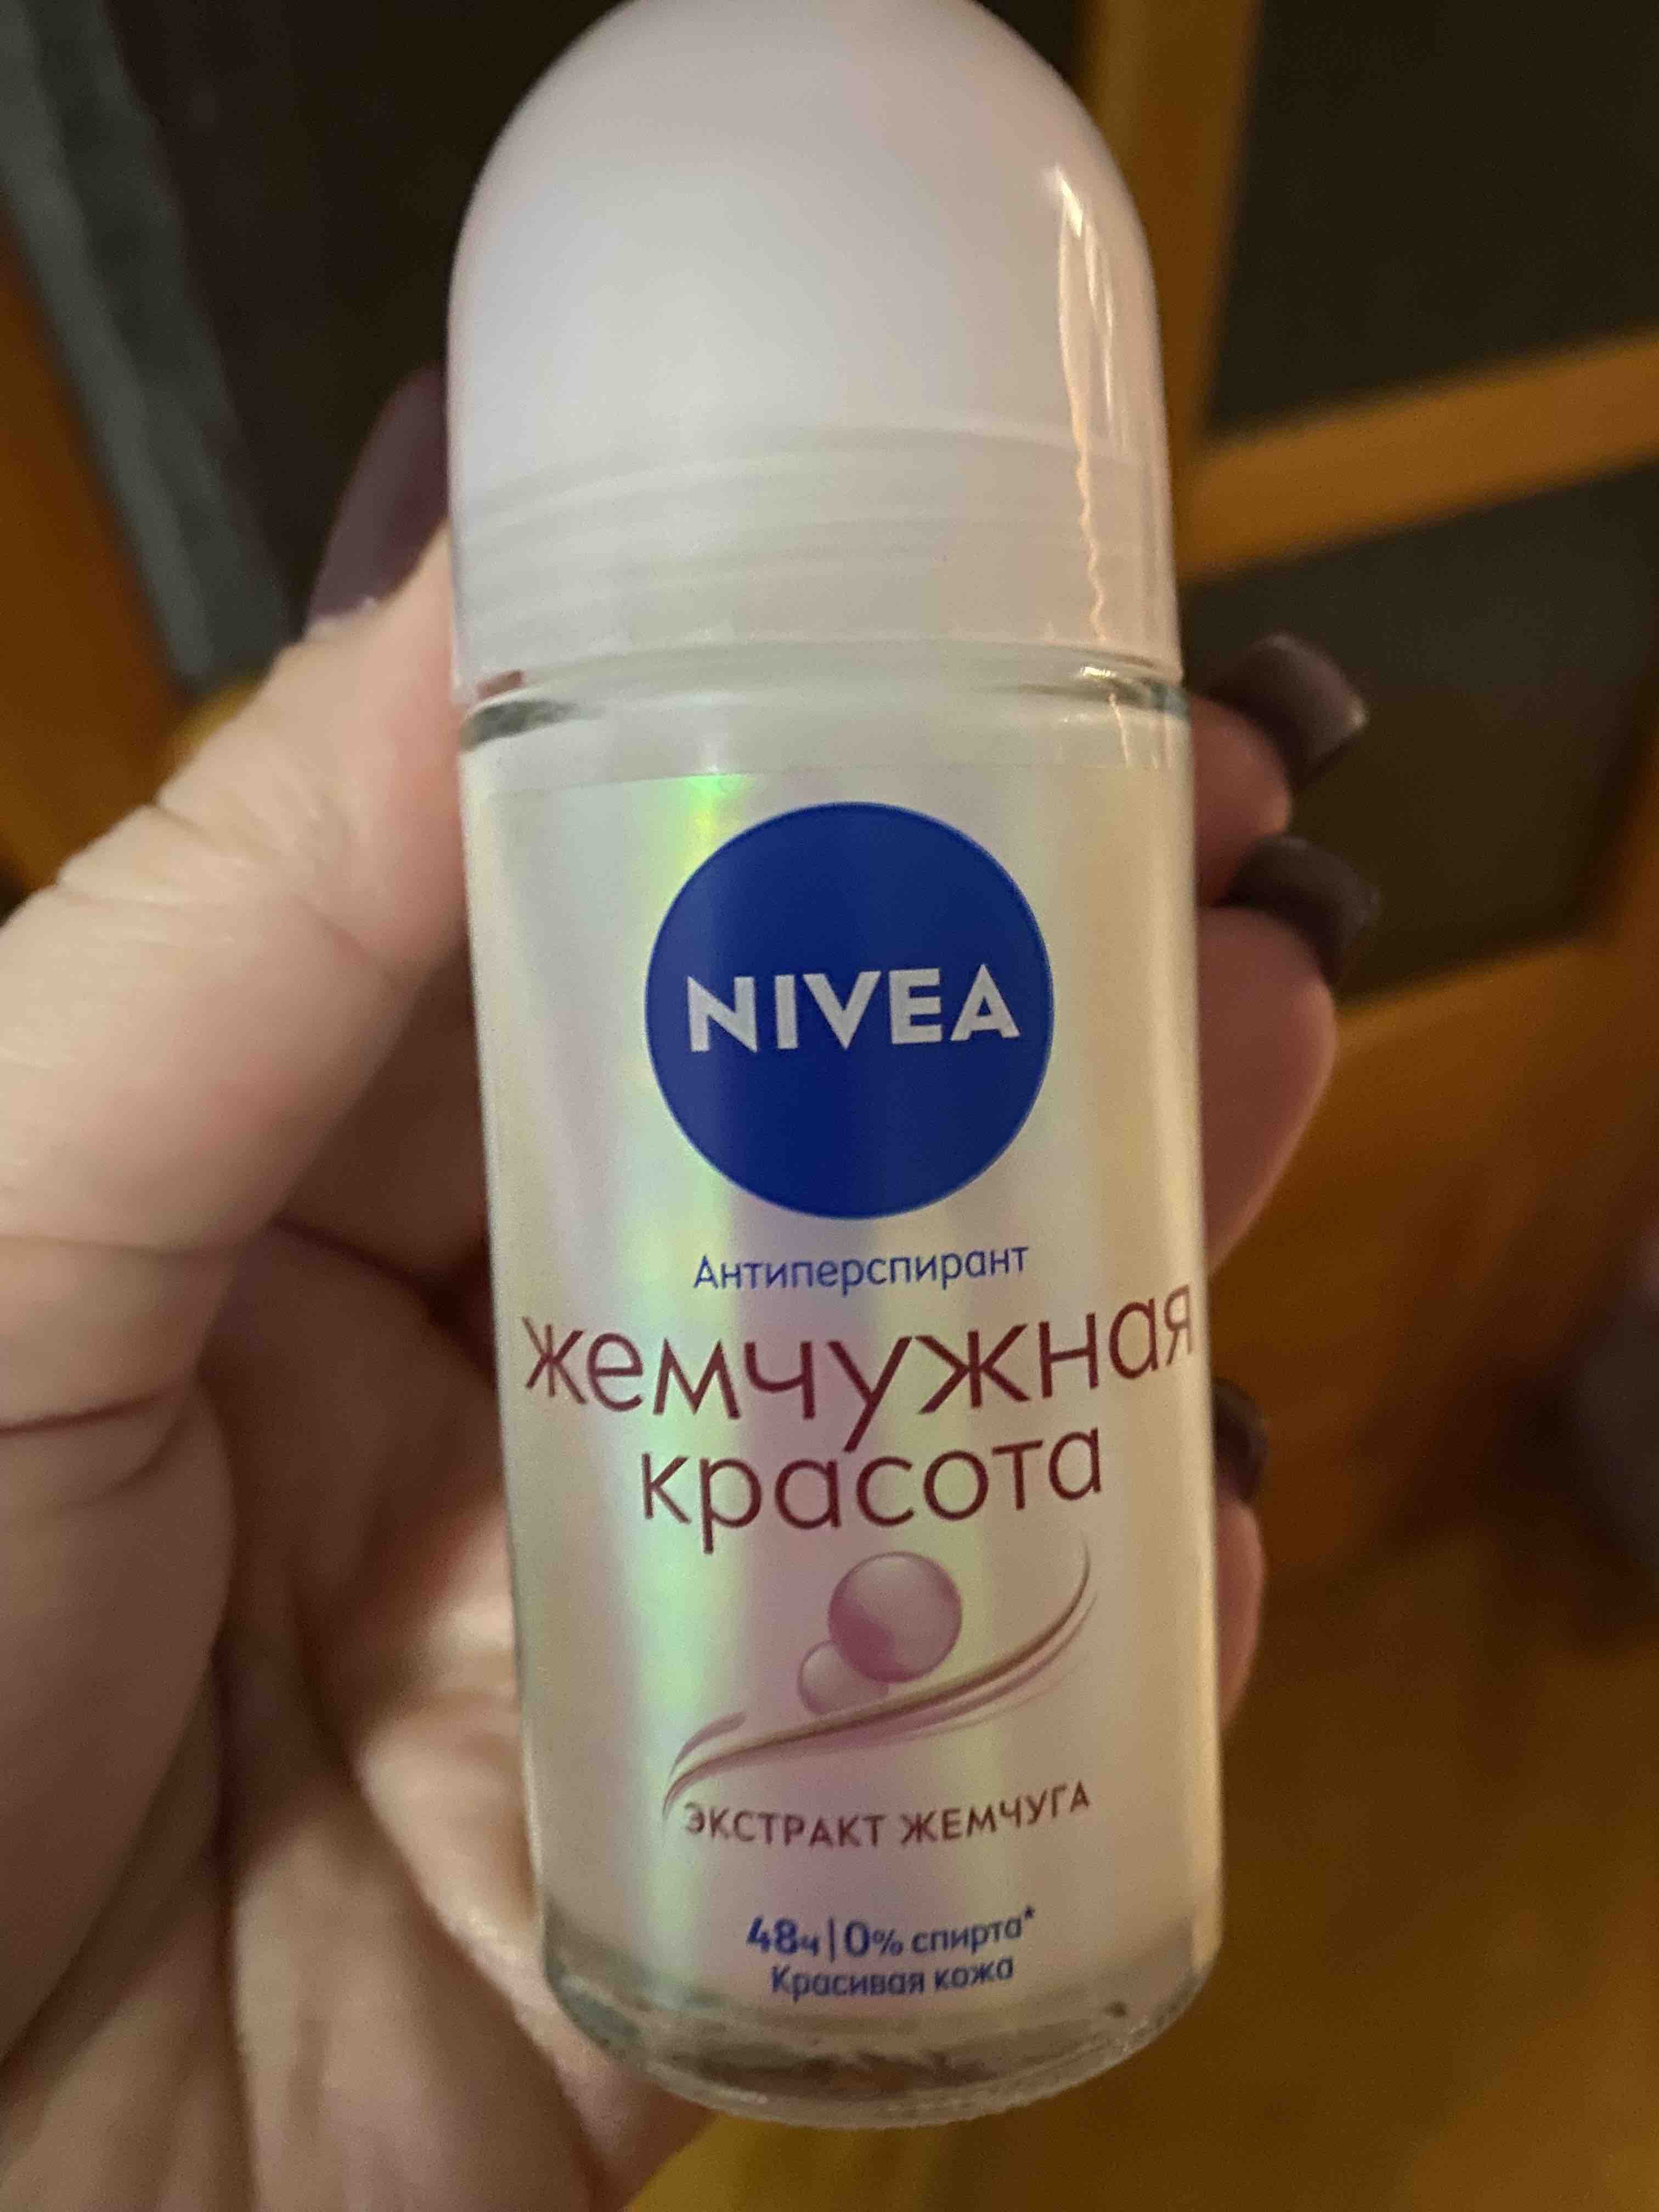 NIVEA
Антиперспирант
жемчужная
красота
ЭКСТРАКТ ЖЕМЧУГА
48ч|0% спирта*
Красивая кожа